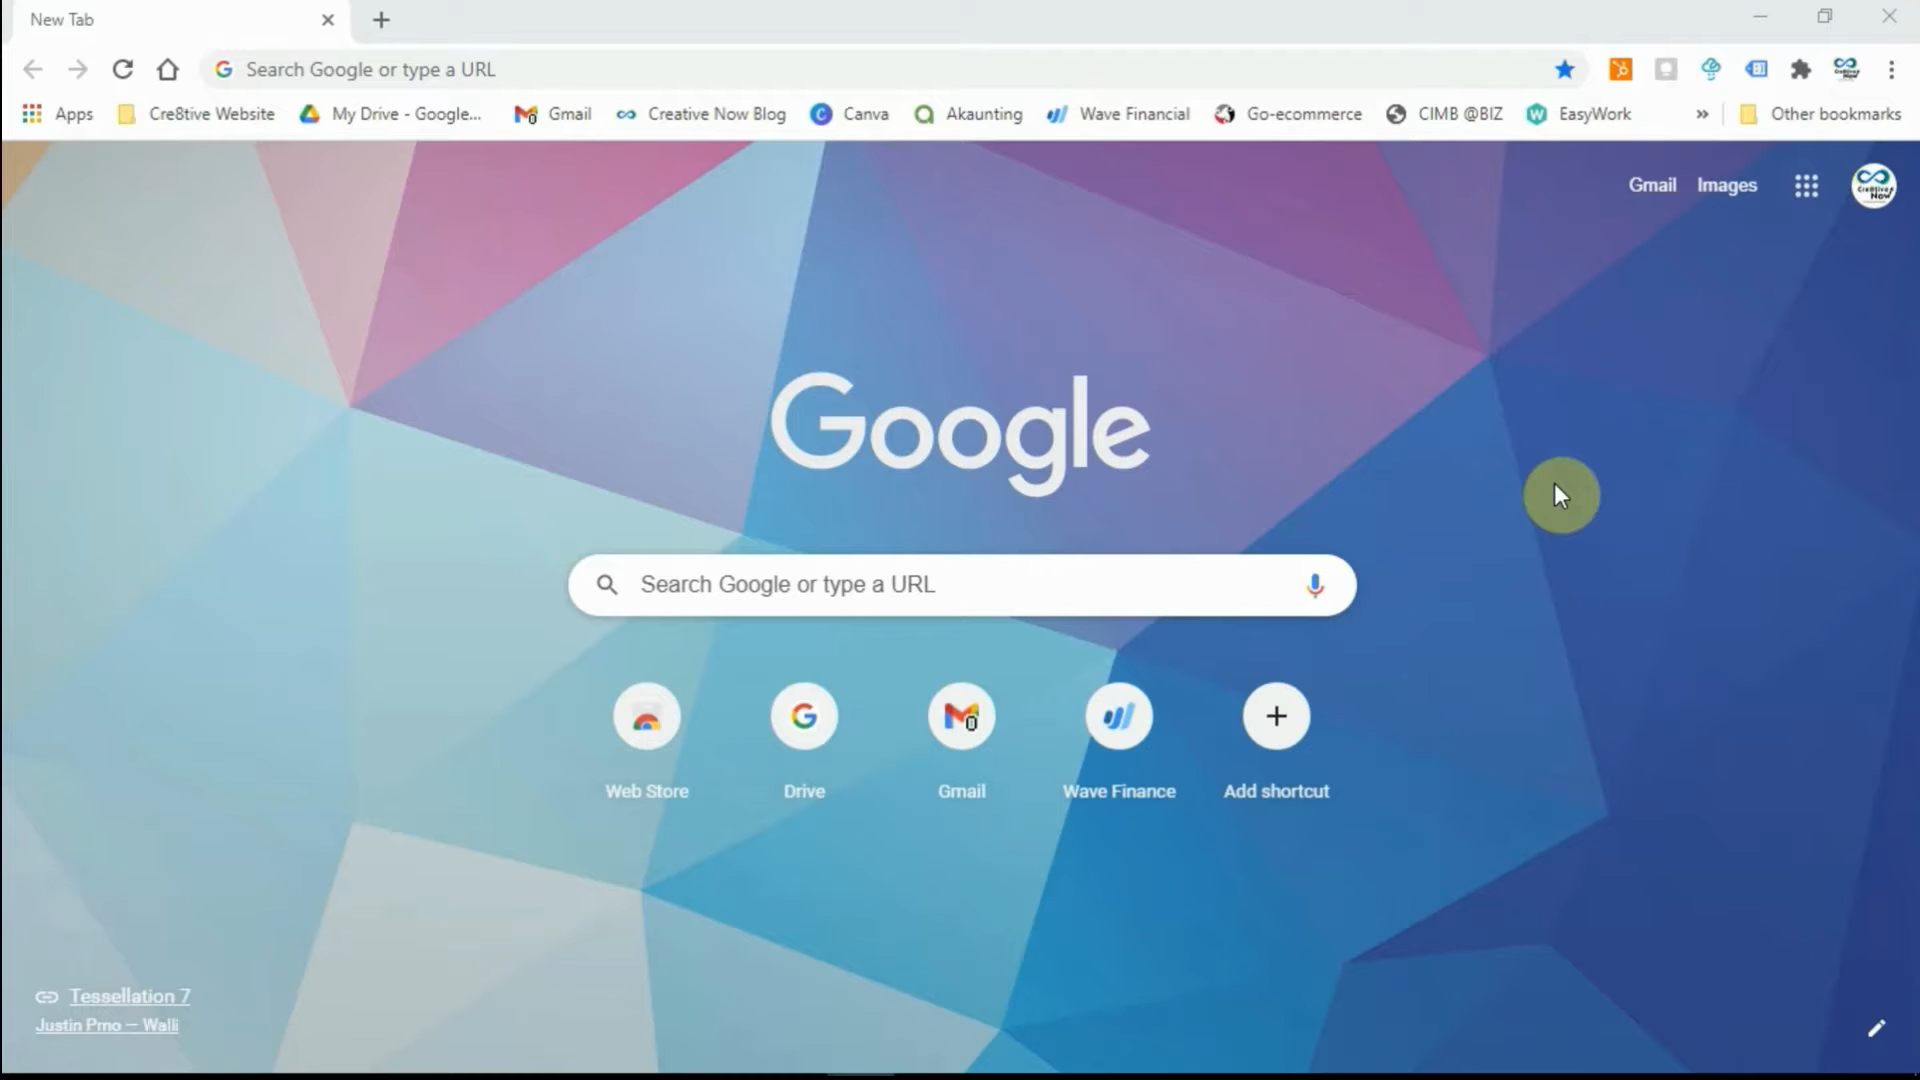 New Tab
Search Google or type a URL
Apps
Cre8tive Website
My Drive - Google...
Gmail
Creative Now Blog
Canva
Akaunting
Wave Financial
Go-ecommerce
CIMB @BIZ
EasyWork
»
Other bookmarks
Gmail
Images
Cre8tive
Now
Google
Search Google or type a URL
Web Store
Drive
Gmail
Wave Finance
Add shortcut
Tessellation 7
Justin Prno — Walli